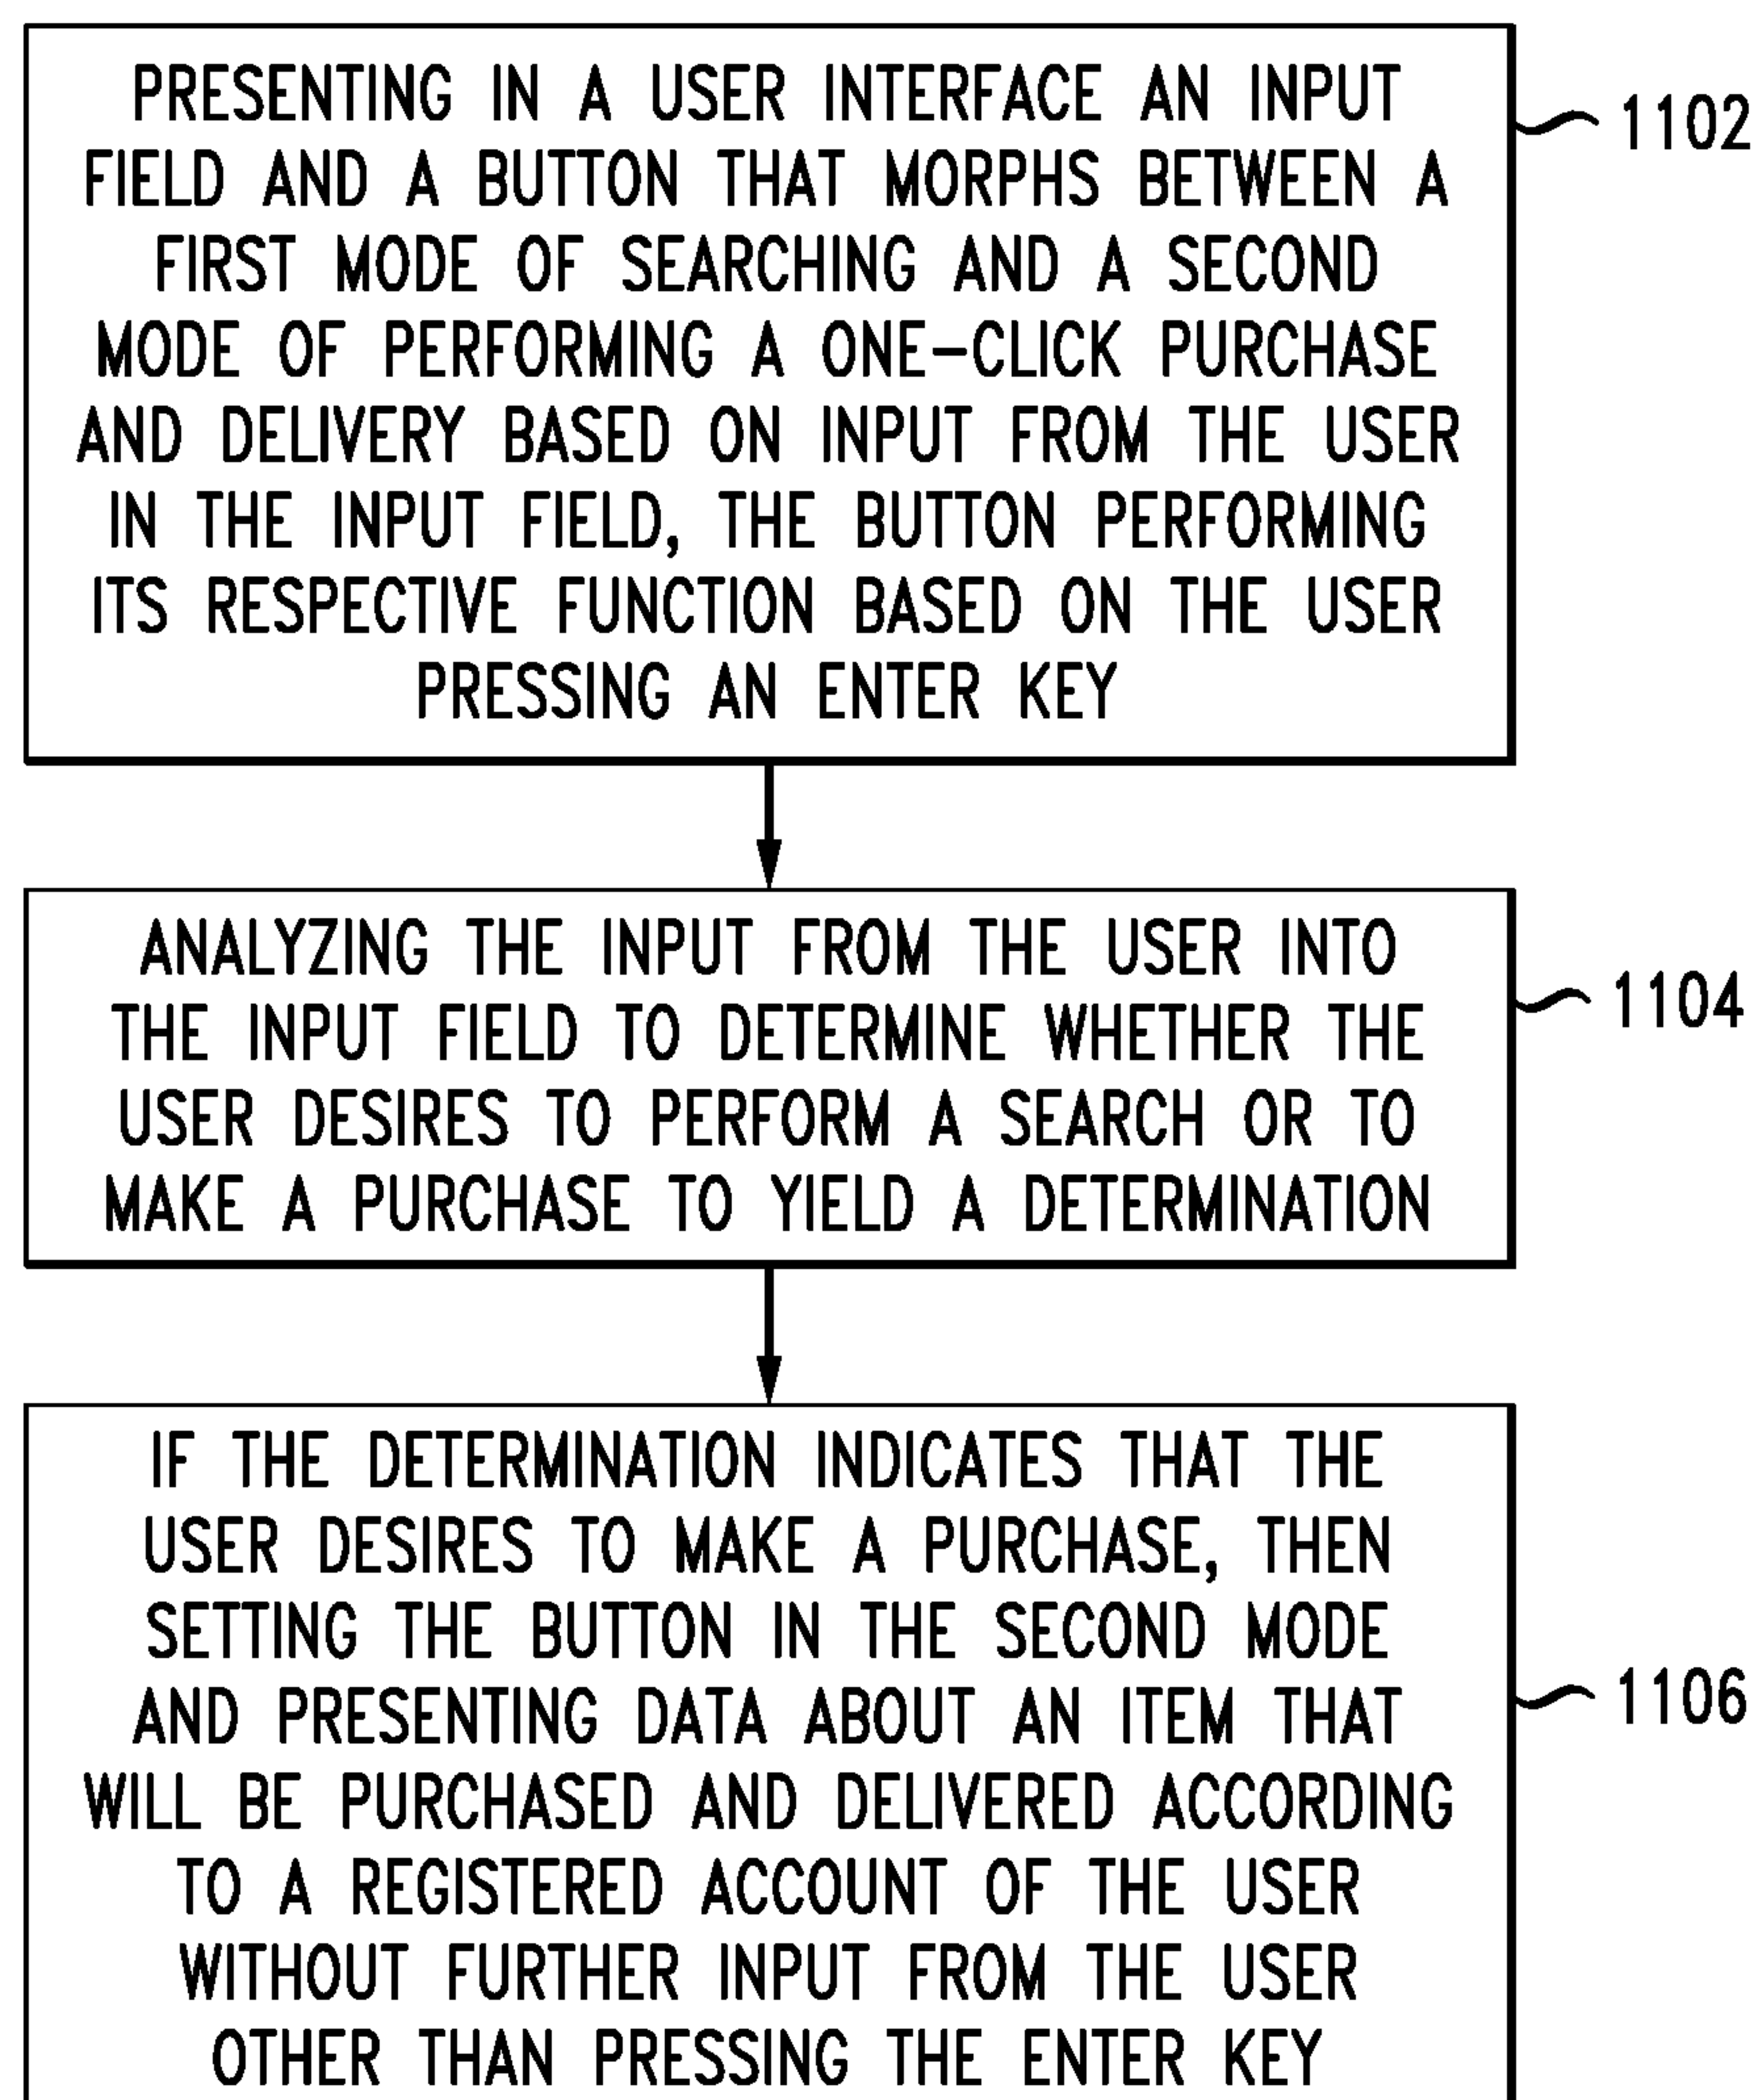 PRESENTING IN A USER INTERFACE AN INPUT
FIELD AND A BUTTON THAT MORPHS BETWEEN A
FIRST MODE OF SEARCHING AND A SECOND
MODE OF PERFORMING A ONE-CLICK PURCHASE
AND DELIVERY BASED ON INPUT FROM THE USER
IN THE INPUT FIELD, THE BUTTON PERFORMING
ITS RESPECTIVE FUNCTION BASED ON THE USER
PRESSING AN ENTER KEY
1102
ANALYZING THE INPUT FROM THE USER INTO
THE INPUT FIELD TO DETERMINE WHETHER THE
USER DESIRES TO PERFORM A SEARCH OR TO
MAKE A PURCHASE TO YIELD A DETERMINATION
1104
IF THE DETERMINATION INDICATES THAT THE
USER DESIRES TO MAKE A PURCHASE, THEN
SETTING THE BUTTON IN THE SECOND MODE
AND PRESENTING DATA ABOUT AN ITEM THAT
WILL BE PURCHASED AND DELIVERED ACCORDING
TO A REGISTERED ACCOUNT OF THE USER
WITHOUT FURTHER INPUT FROM THE USER
OTHER THAN PRESSING THE ENTER KEY
1106